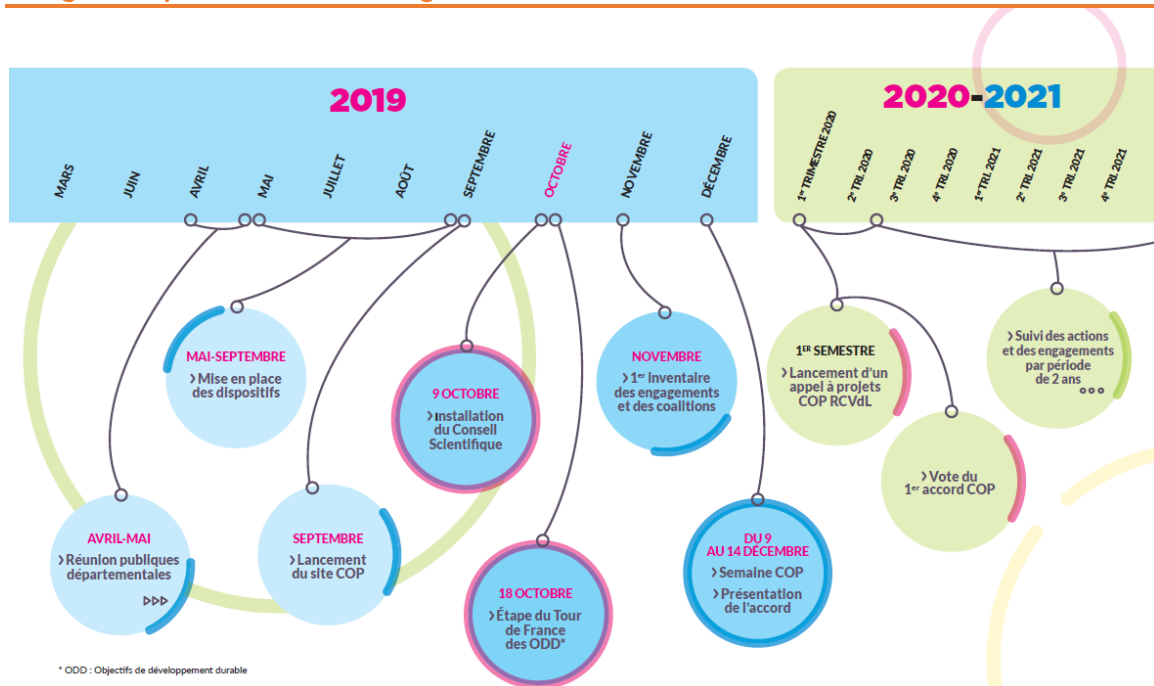 2019
2020-2021
MARS
JUIN
AVRIL
MAI
JUILLET
AOÛT
SEPTEMBRE
OCTOBRE
NOVEMBRE
DÉCEMBRE
1er TRIMESTRE 2020
2e TRI. 2020
3e TRI. 2020
4e TRI. 2020
1er TRI. 2021
2e TRI. 2021
3e TRI. 2021
4e TRI. 2021
MAI-SEPTEMBRE
> Mise en place
des dispositifs
9 OCTOBRE
> Installation
du Conseil
Scientifique
NOVEMBRE
> 1er inventaire
des engagements
et des coalitions
1ER SEMESTRE
> Lancement d'un
appel à projets
COP RCVdL
> Suivi des actions
et des engagements
par période
de 2 ans
> Vote du
1er accord COP
AVRIL-MAI
> Réunion publiques
départementales
SEPTEMBRE
> Lancement
du site COP
18 OCTOBRE
> Étape du Tour
de France
des ODD*
DU 9
AU 14 DÉCEMBRE
> Semaine COP
> Présentation
de l'accord
* ODD : Objectifs de développement durable